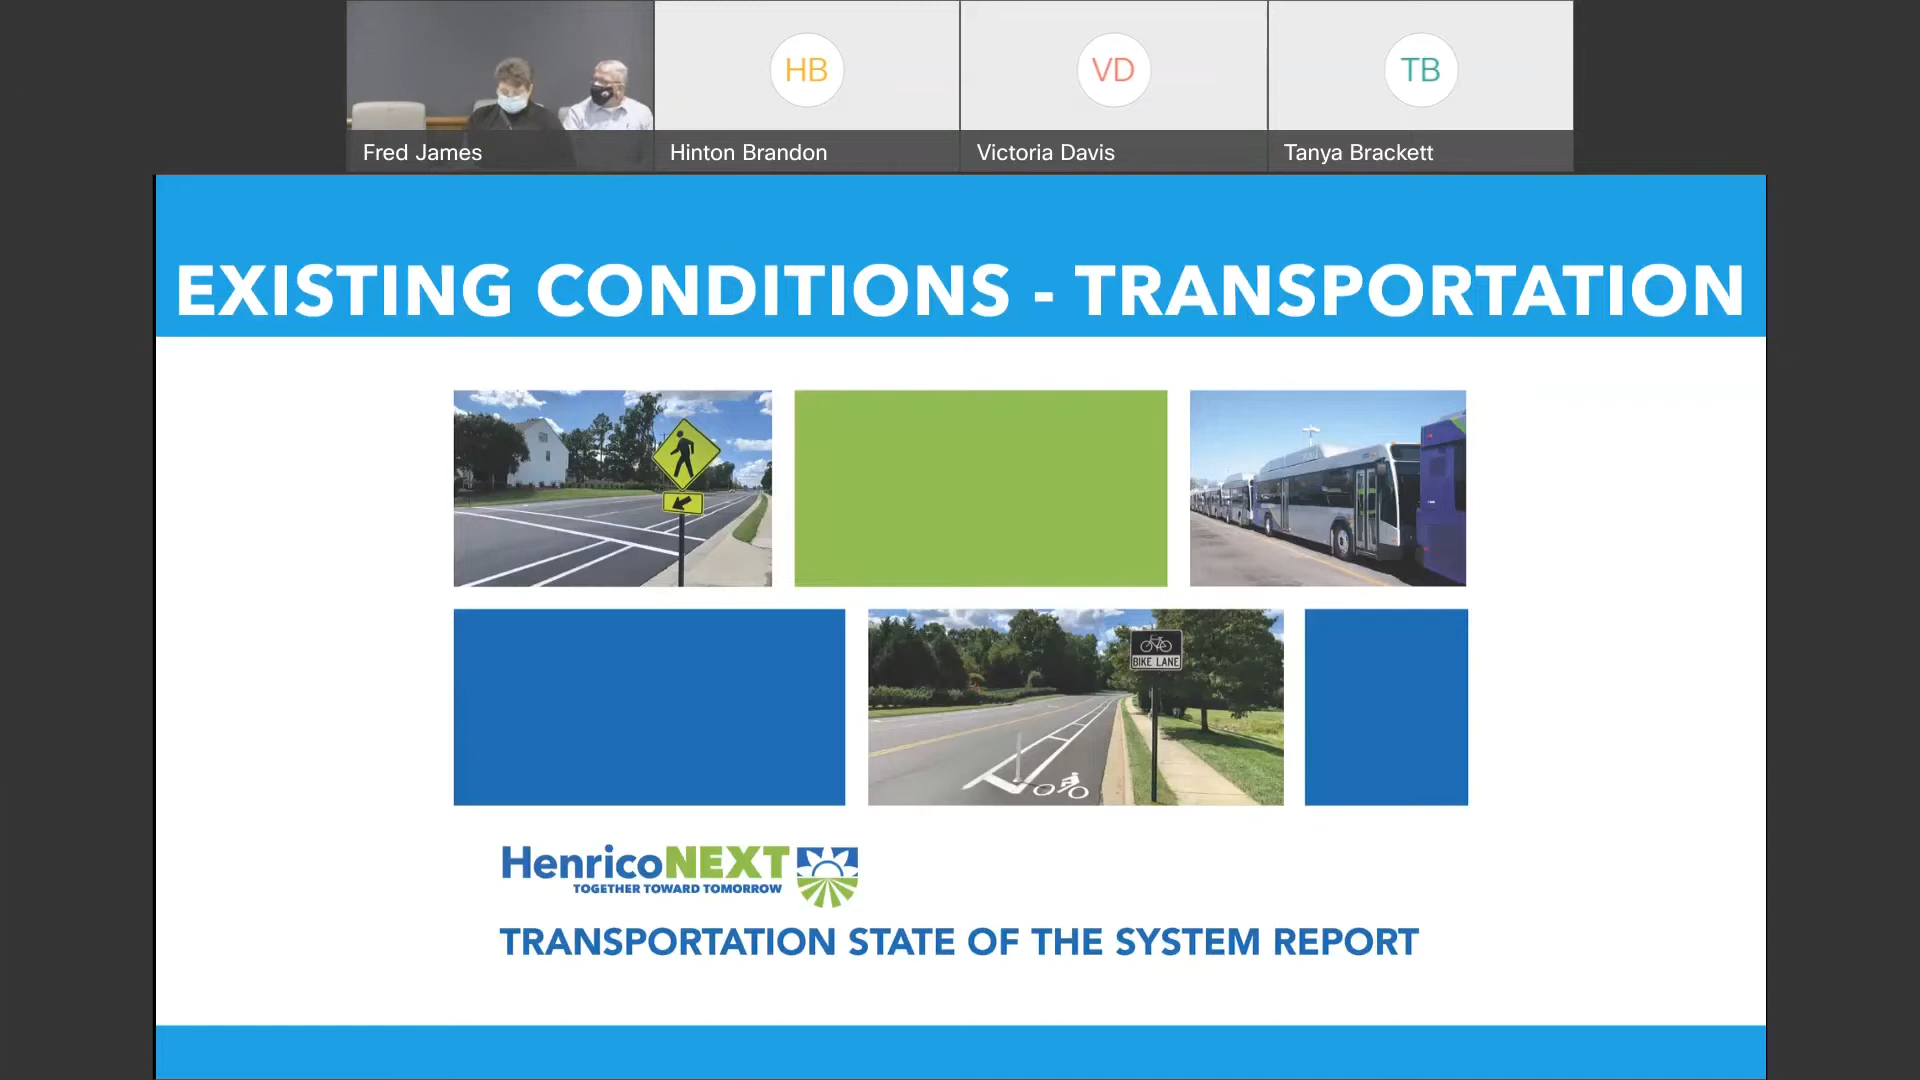 HB
VD
TB
Fred James
Hinton Brandon
Victoria Davis
Tanya Brackett
EXISTING CONDITIONS - TRANSPORTATION
BIKE LANE
HenricoNEXT
TOGETHER TOWARD TOMORROW
TRANSPORTATION STATE OF THE SYSTEM REPORT